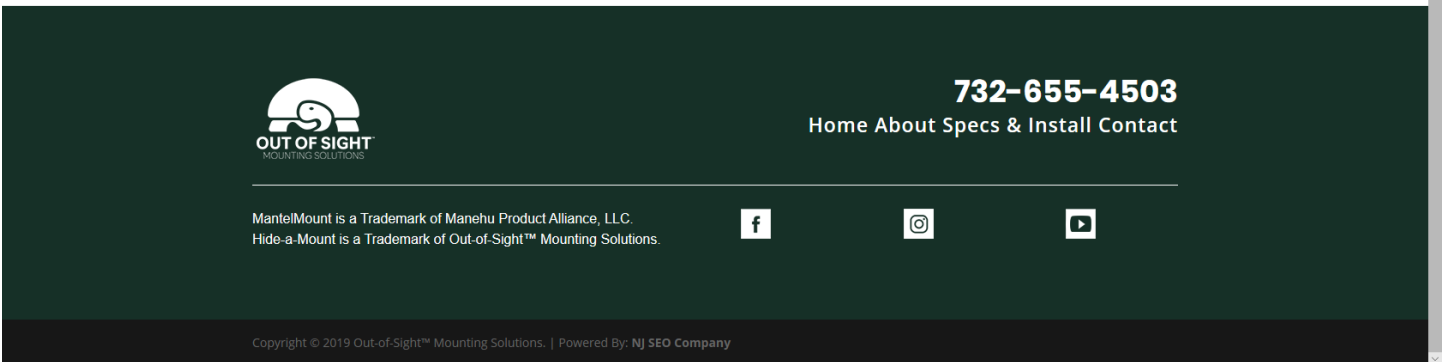 OUT OF SIGHT™
MOUNTING SOLUTIONS
732-655-4503
Home About Specs & Install Contact
MantelMount is a Trademark of Manehu Product Alliance, LLC.
Hide-a-Mount is a Trademark of Out-of-Sight™ Mounting Solutions.
Copyright © 2019 Out-of-Sight™ Mounting Solutions. | Powered By: NJ SEO Company